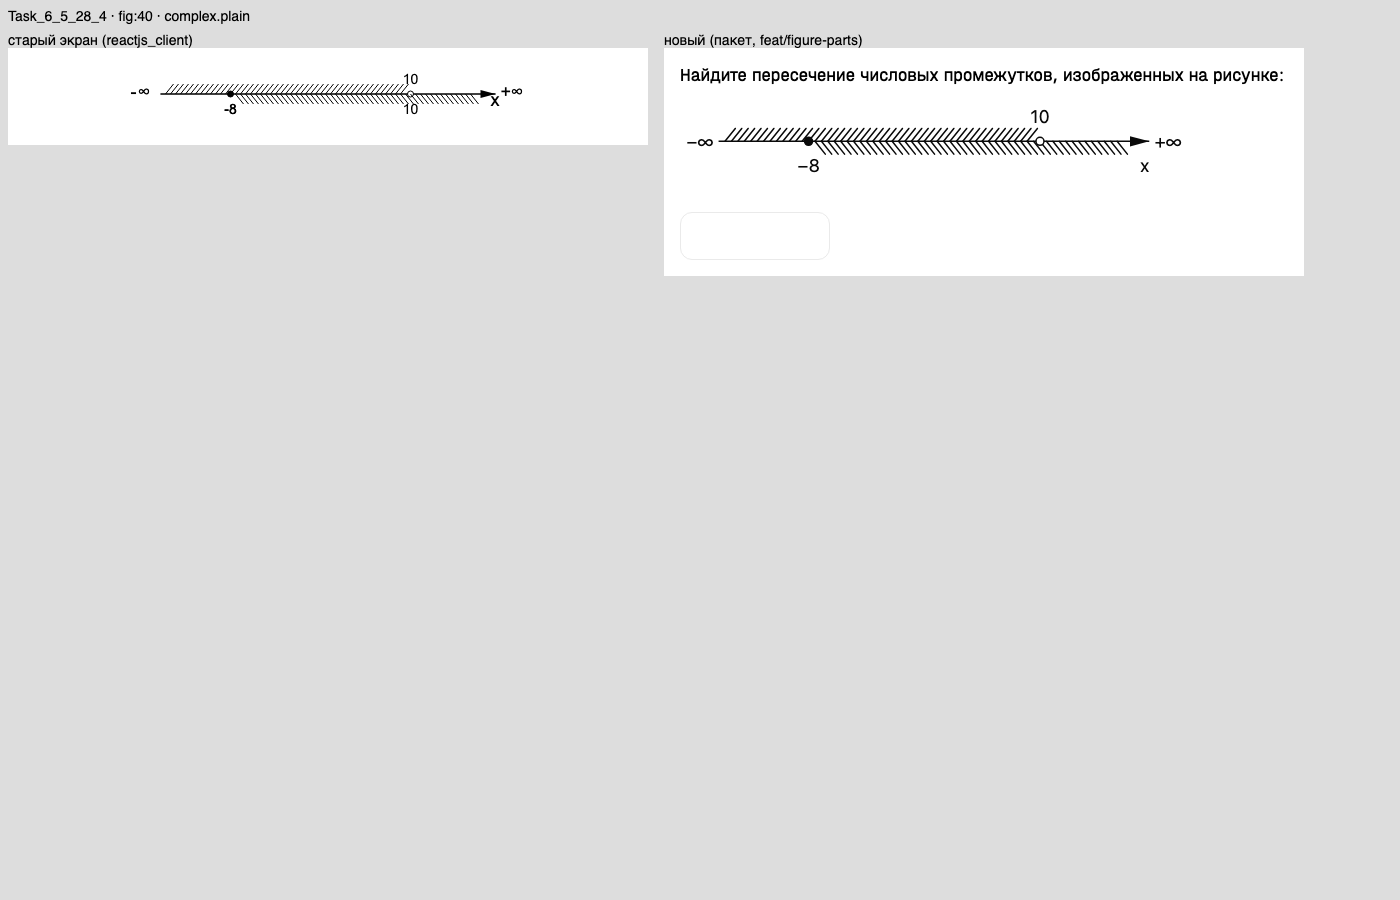 Task_6_5_28_4 · fig:40 · complex.plain
старый экран (reactjs_client)
10
-∞ +∞
x
-8 10
новый (пакет, feat/figure-parts)
Найдите пересечение числовых промежутков, изображенных на рисунке:
10
−∞ +∞
−8 x